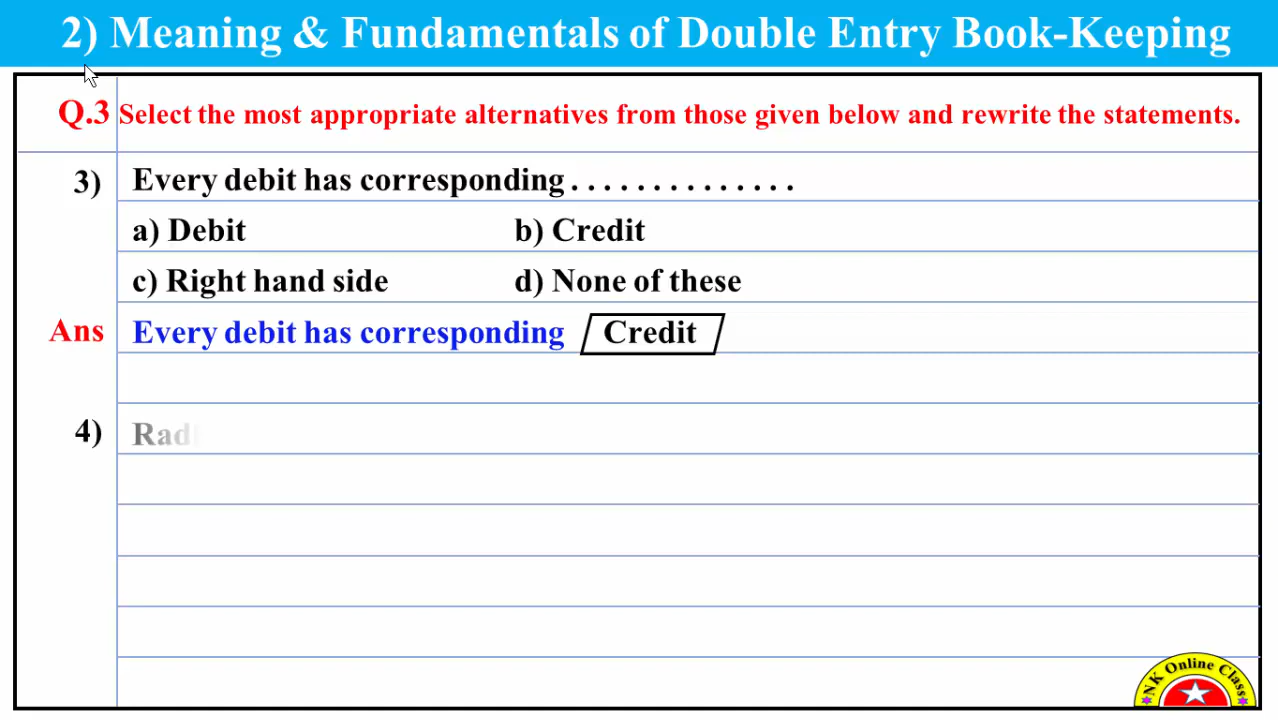 2) Meaning & Fundamentals of Double Entry Book-Keeping
Q.3 Select the most appropriate alternatives from those given below and rewrite the statements.
3) Every debit has corresponding . . . . . . . . . . . . . .
a) Debit b) Credit
c) Right hand side d) None of these
Ans Every debit has corresponding Credit
4)
NK Online Class